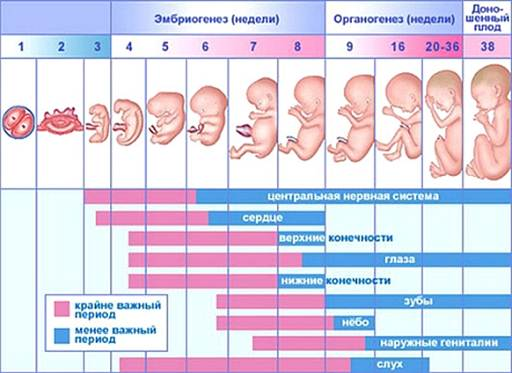 Эмбриогенез (недели)
Органогенез (недели)
Доно-
шенный
плод
1 2 3 4 5 6 7 8 9 16 20-36 38
центральная нервная система
сердце
верхние конечности
глаза
нижние конечности
зубы
нёбо
наружные гениталии
слух
крайне важный
период
менее важный
период